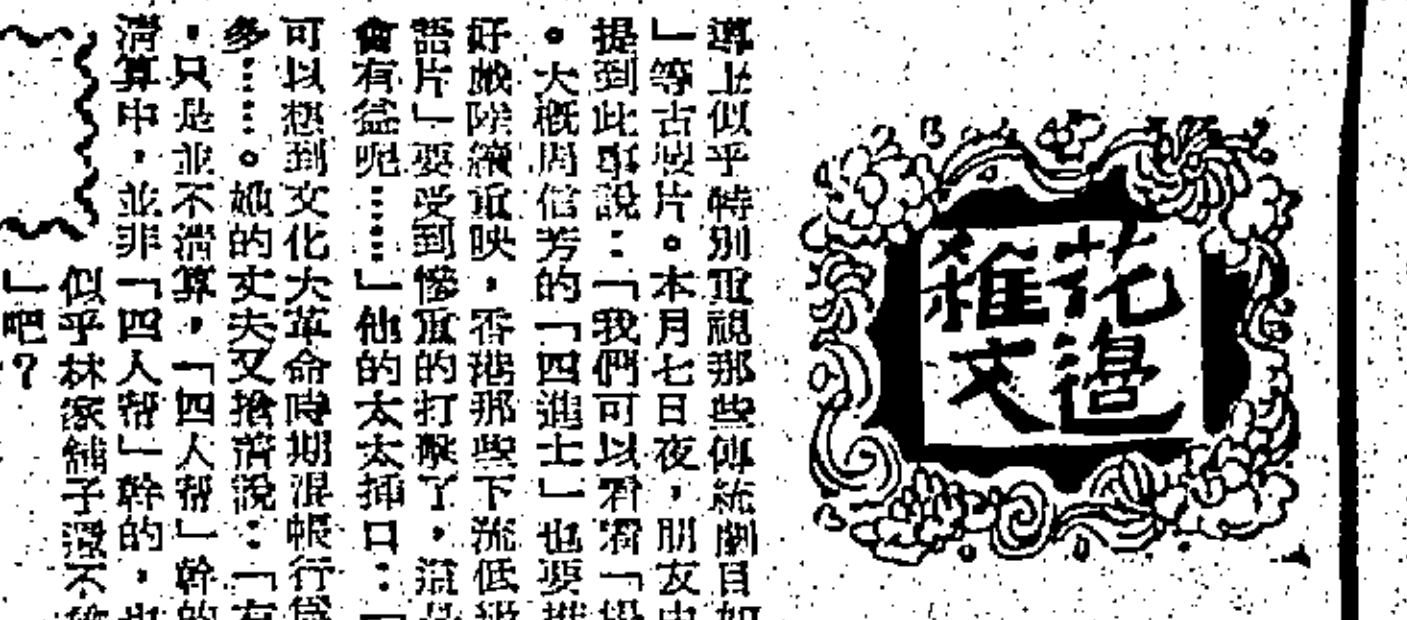 花邊
雜文
導上似乎特別重視那些傳統劇目如
」等古裝片。本月七日夜，朋友中
提到此事說：「我們可以看看「楊
。大概周信芳的「四進士」也要推
好戲陸續重映，香港那些下流低級
語片」要受到慘重的打擊了，這是
會有益呢……」他的太太插口：「
可以想到文化大革命時期混帳行爲
多……。她的丈夫又搶着說：「有
，只是並不清算，「四人幫」幹的
清算中，並非「四人幫」幹的，也
似乎林家舖子還不
」吧？